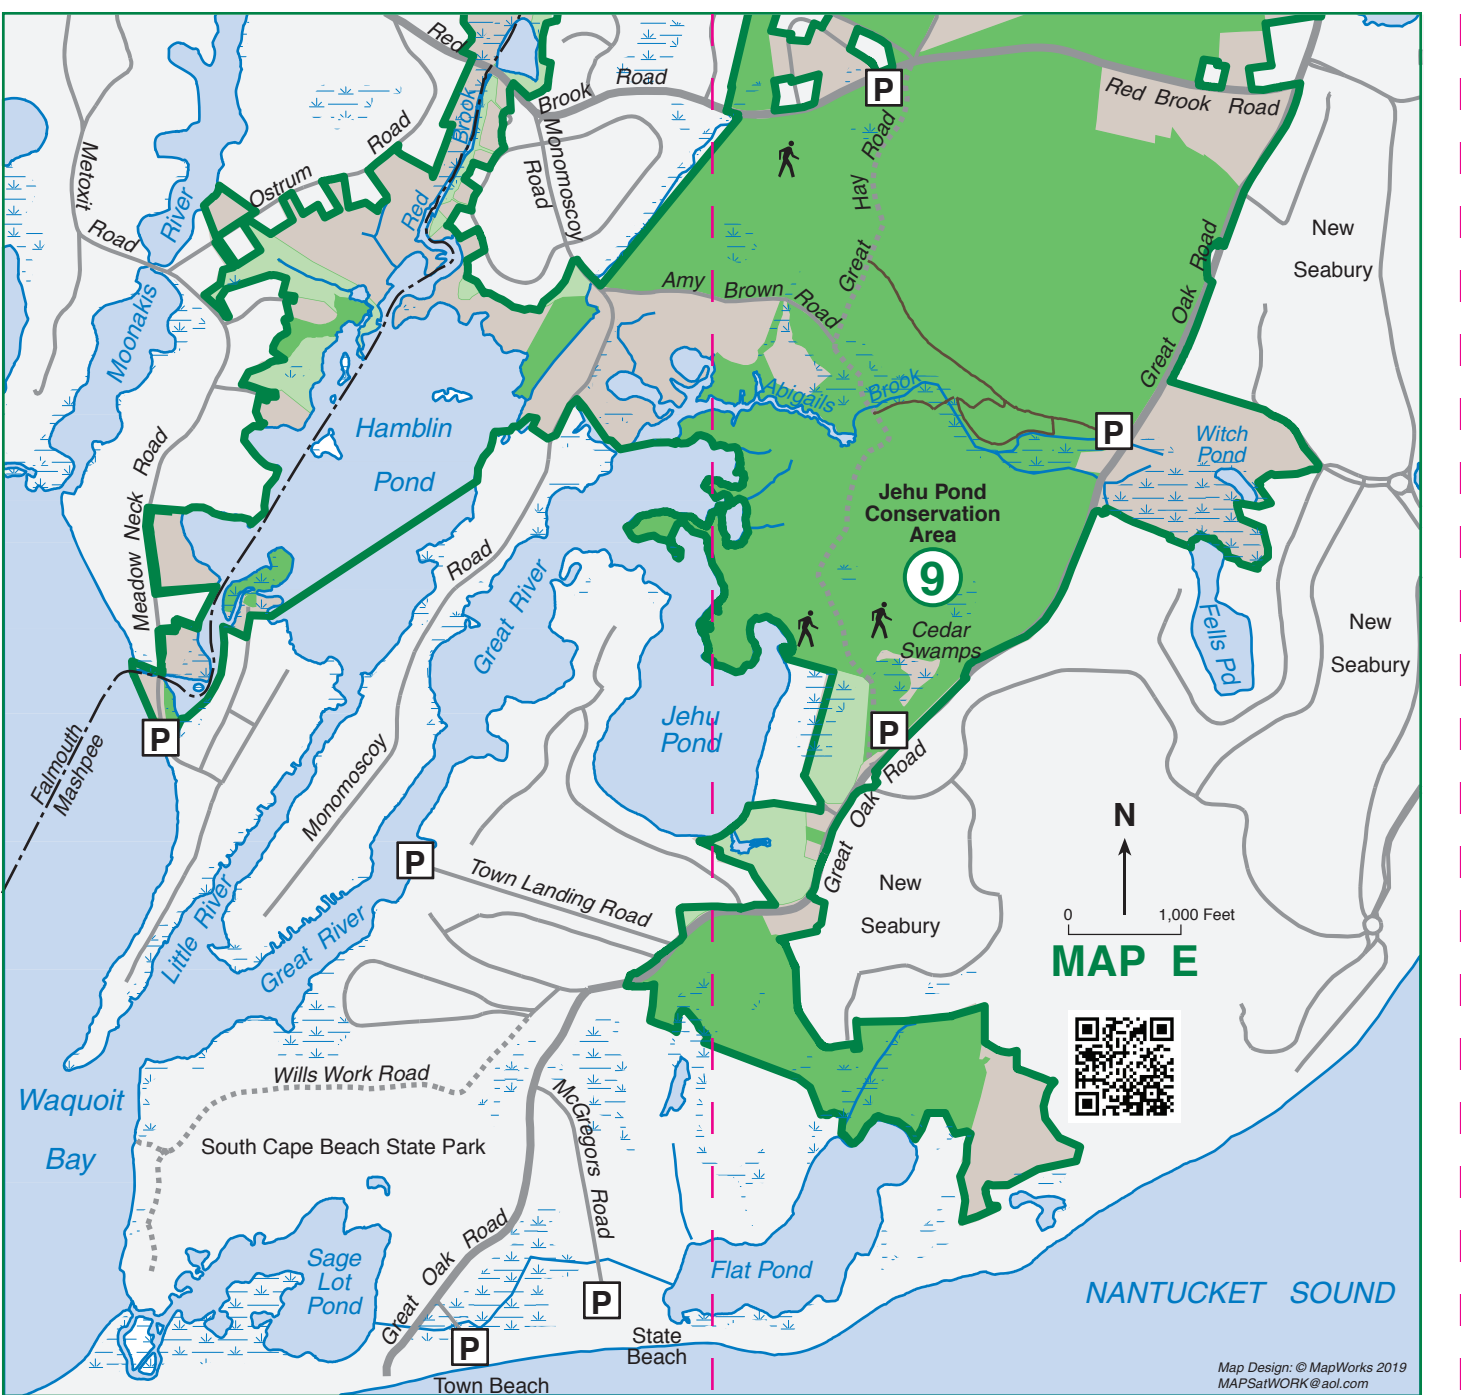 Red
Brook
Road
P
Red Brook Road
Metoxit
Road
Ostrum
Road
Red
Brook
Monomoscoy
Road
River
Moonakis
Hay
Road
Great
New
Seabury
Amy Brown Road
Great Oak Road
Abigails
Brook
P
Witch
Pond
Hamblin
Pond
Meadow Neck Road
Jehu Pond
Conservation
Area
9
Cedar
Swamps
Road
Great River
Fells Pd
New
Seabury
Jehu
Pond
P
P
Falmouth
Mashpee
Monomoscoy
Great Oak Road
P
Town Landing Road
New
Seabury
N
0 1,000 Feet
MAP E
Little River
Great River
Wills Work Road
McGregors Road
Waquoit
Bay
South Cape Beach State Park
Sage
Lot
Pond
Great Oak Road
Flat Pond
NANTUCKET SOUND
P
P
State
Beach
Town Beach
Map Design: © MapWorks 2019
MAPSatWORK@aol.com